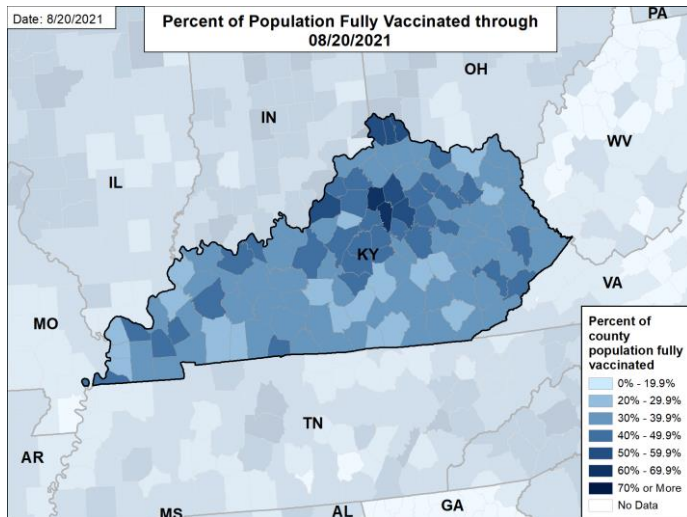 Date: 8/20/2021
Percent of Population Fully Vaccinated through
08/20/2021
PA
OH
IN
WV
IL
KY
VA
MO
TN
AR
MS
AL
GA
Percent of
county
population fully
vaccinated
0% - 19.9%
20% - 29.9%
30% - 39.9%
40% - 49.9%
50% - 59.9%
60% - 69.9%
70% or More
No Data